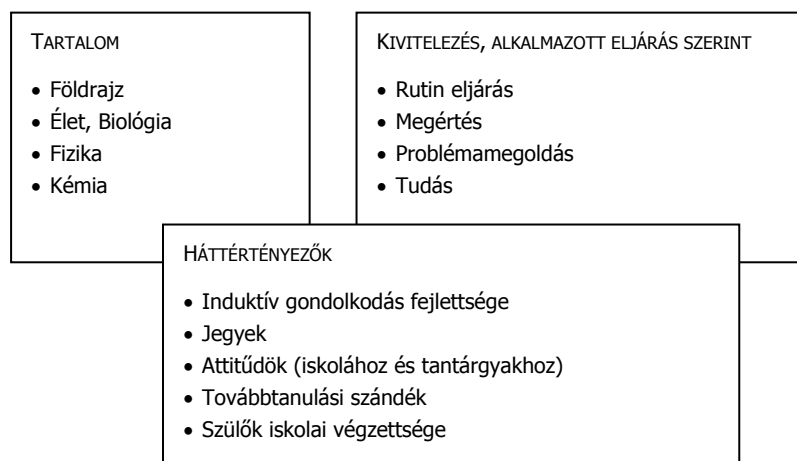 TARTALOM
• Földrajz
• Élet, Biológia
• Fizika
• Kémia
KIVITELEZÉS, ALKALMAZOTT ELJÁRÁS SZERINT
• Rutin eljárás
• Megértés
• Problémamegoldás
• Tudás
HÁTTÉRTÉNYEZŐK
• Induktív gondolkodás fejlettsége
• Jegyek
• Attitűdök (iskolához és tantárgyakhoz)
• Továbbtanulási szándék
• Szülők iskolai végzettsége